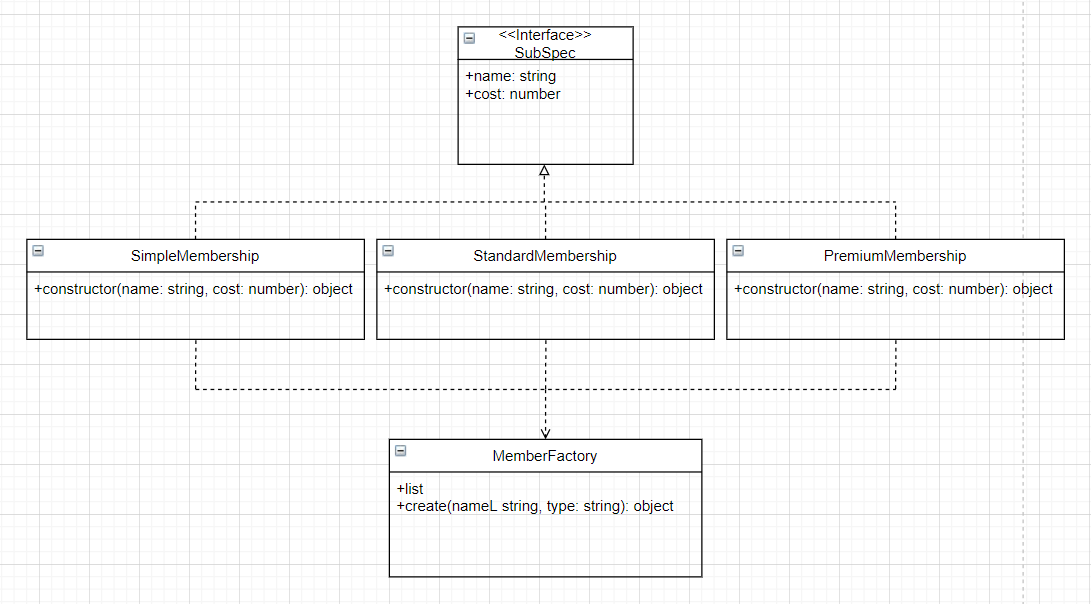 <<Interface>>
SubSpec
+name: string
+cost: number
SimpleMembership
+constructor(name: string, cost: number): object
StandardMembership
+constructor(name: string, cost: number): object
PremiumMembership
+constructor(name: string, cost: number): object
MemberFactory
+list
+create(nameL string, type: string): object